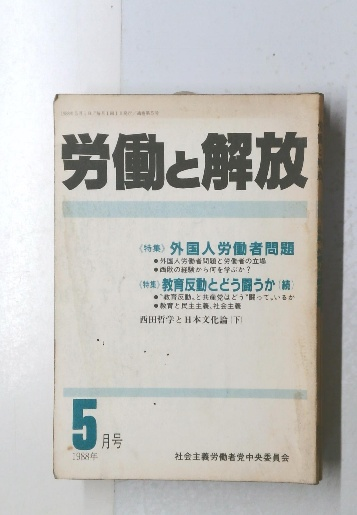 労働と解放
《特集》外国人労働者問題
●外国人労働者問題と労働者の立場
●西欧の経験から何を学ぶか？
《特集》教育反動とどう闘うか[続]
●"教育反動"と共産党はどう"闘って"いるか
●教育と民主主義、社会主義
西田哲学と日本文化論[下]
5月号
1988年
社会主義労働者党中央委員会